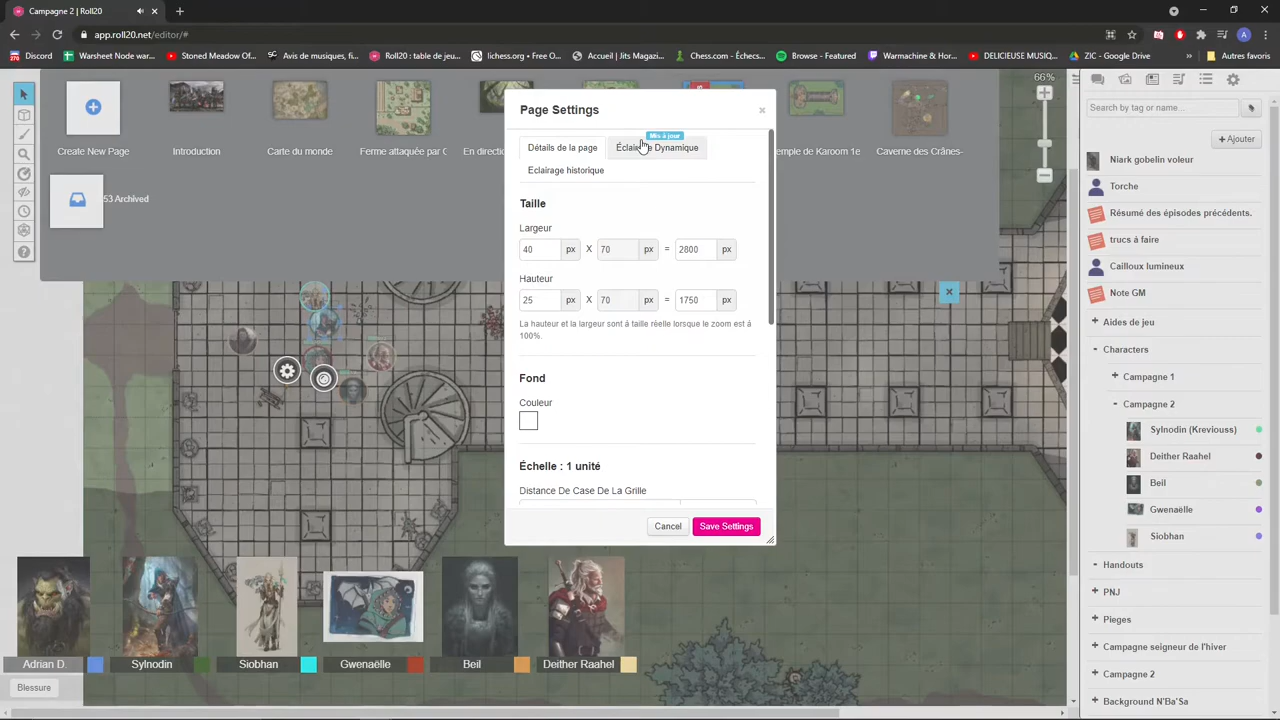 Campagne 2 | Roll20
app.roll20.net/editor/#
Discord
Warsheet Node war...
Stoned Meadow Of...
Avis de musiques, fi...
Roll20 : table de jeu...
lichess.org • Free O...
Accueil / Jits Magazi...
Chess.com - Échecs...
Browse - Featured
Warmachine & Hor...
DELICIEUSE MUSIQ...
ZIC - Google Drive
Autres favoris
Create New Page
Introduction
Carte du monde
Ferme attaquée par G
En directi
emple de Karoom 1e
Caverne des Crânes-
53 Archived
66%
Page Settings
Mis à jour
Détails de la page
Éclairage Dynamique
Eclairage historique
Taille
Largeur
40 px X 70 px = 2800 px
Hauteur
25 px X 70 px = 1750 px
La hauteur et la largeur sont à taille réelle lorsque le zoom est à
100%.
Fond
Couleur
Échelle : 1 unité
Distance De Case De La Grille
Cancel
Save Settings
Search by tag or name...
+ Ajouter
Niark gobelin voleur
Torche
Résumé des épisodes précédents.
trucs à faire
Cailloux lumineux
Note GM
+ Aides de jeu
- Characters
+ Campagne 1
- Campagne 2
Sylnodin (Kreviouss)
Deither Raahel
Beil
Gwenaëlle
Siobhan
- Handouts
+ PNJ
+ Pieges
+ Campagne seigneur de l'hiver
+ Campagne 2
+ Background N'Ba'Sa
Adrian D.
Sylnodin
Siobhan
Gwenaëlle
Beil
Deither Raahel
Blessure